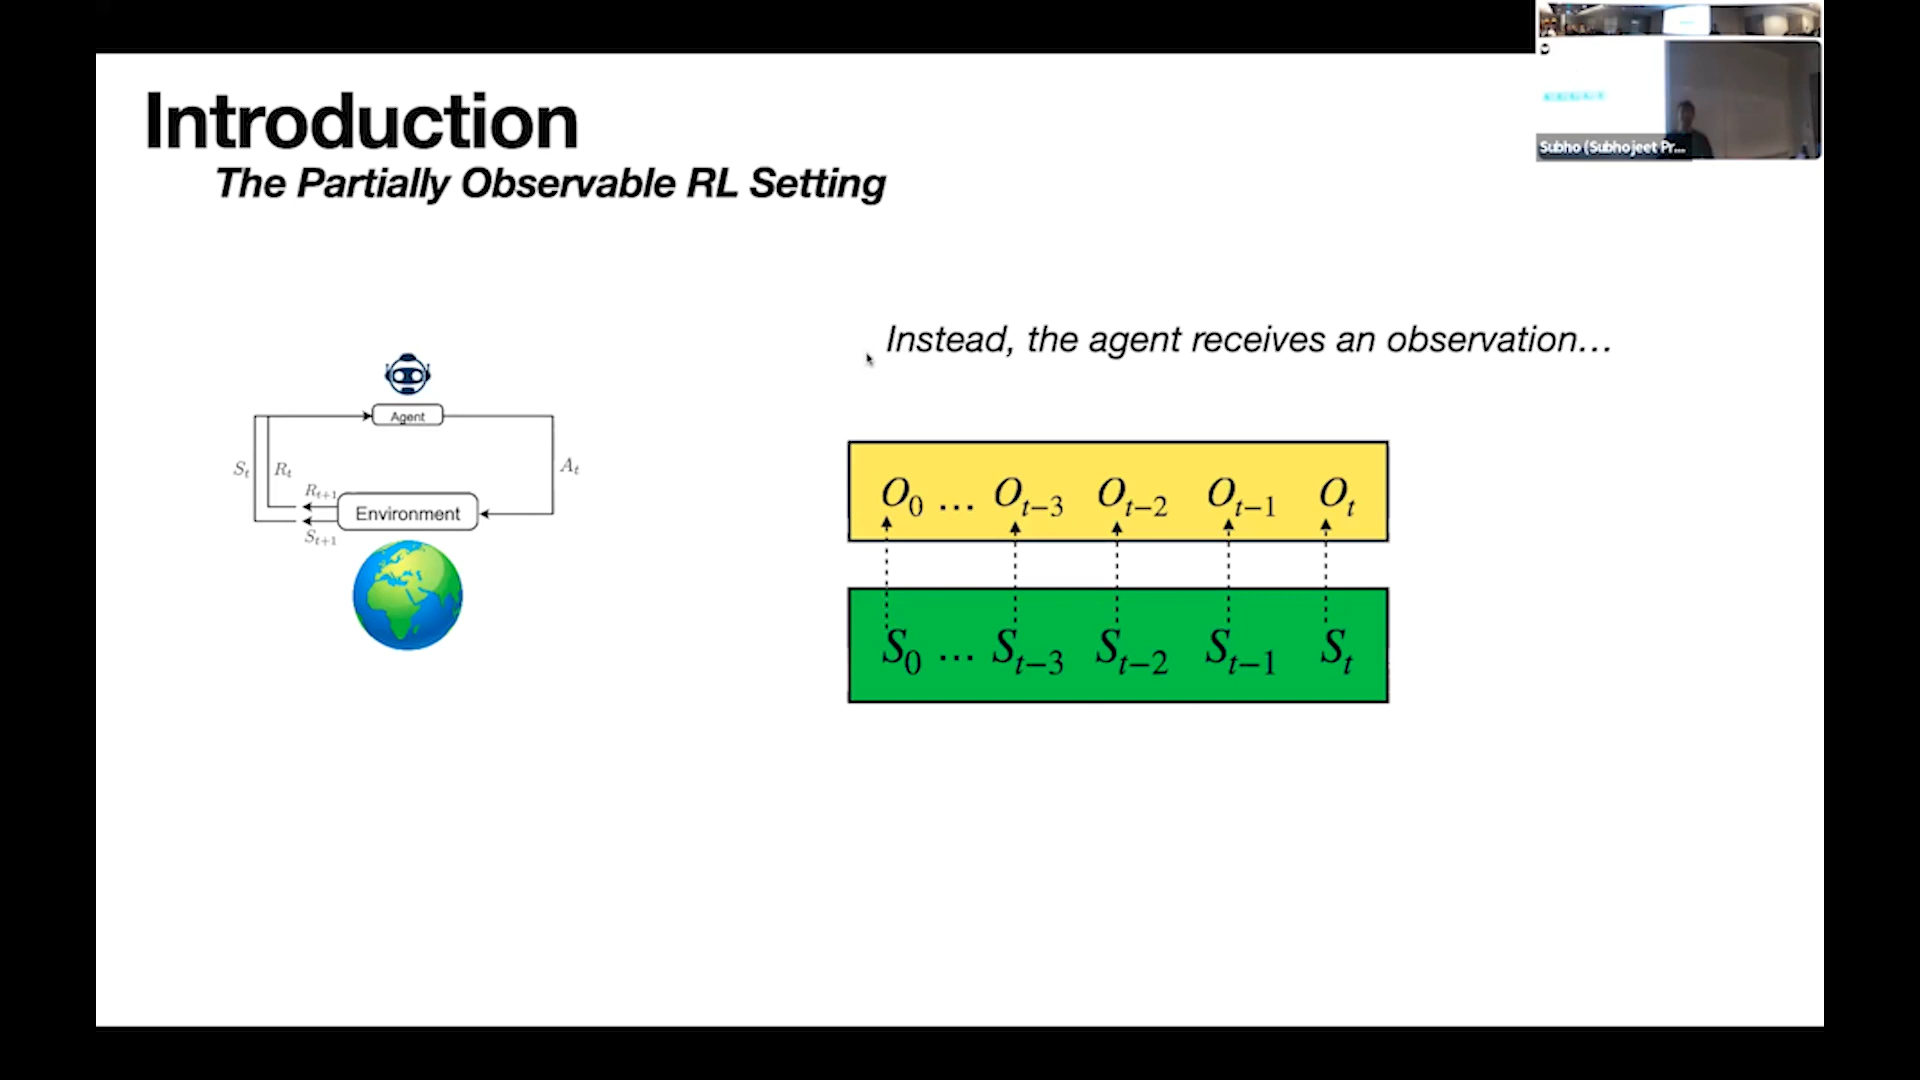 Introduction
The Partially Observable RL Setting
Subho (Subhojeet Pr...
Instead, the agent receives an observation...
Agent
S_t R_t A_t
R_{t+1}
Environment
S_{t+1}
O_0 ... O_{t-3} O_{t-2} O_{t-1} O_t
S_0 ... S_{t-3} S_{t-2} S_{t-1} S_t